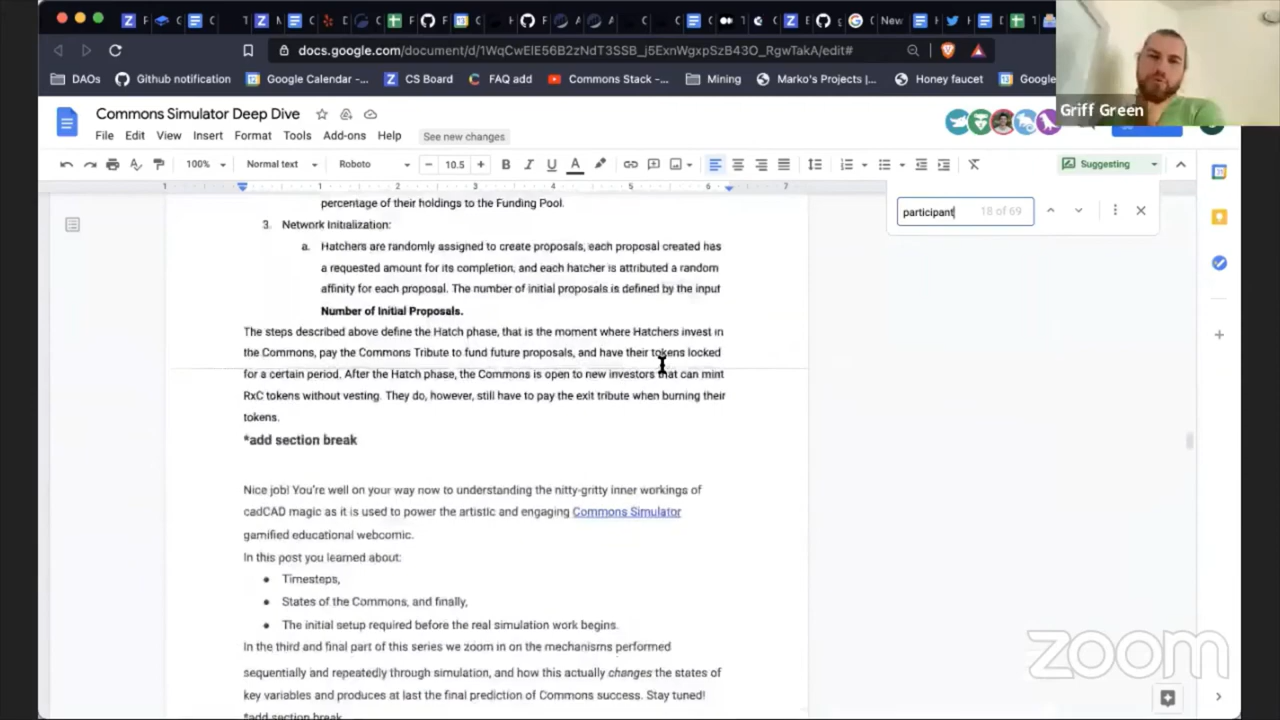 docs.google.com/document/d/1WqCwElE56B2zNdT3SSB_j5ExnWgxpSzB43O_RgwTakA/edit#
DAOs
Github notification
Google Calendar -...
CS Board
FAQ add
Commons Stack -...
Mining
Marko's Projects |...
Honey faucet
Google
Griff Green
Commons Simulator Deep Dive
File Edit View Insert Format Tools Add-ons Help See new changes
100% Normal text Roboto 10.5 Suggesting
participant 18 of 69
percentage of their holdings to the Funding Pool.
3. Network Initialization:
a. Hatchers are randomly assigned to create proposals, each proposal created has
a requested amount for its completion, and each hatcher is attributed a random
affinity for each proposal. The number of initial proposals is defined by the input
Number of Initial Proposals.
The steps described above define the Hatch phase, that is the moment where Hatchers invest in
the Commons, pay the Commons Tribute to fund future proposals, and have their tokens locked
for a certain period. After the Hatch phase, the Commons is open to new investors that can mint
RxC tokens without vesting. They do, however, still have to pay the exit tribute when burning their
tokens.
*add section break
Nice job! You're well on your way now to understanding the nitty-gritty inner workings of
cadCAD magic as it is used to power the artistic and engaging Commons Simulator
gamified educational webcomic.
In this post you learned about:
● Timesteps,
● States of the Commons, and finally,
● The initial setup required before the real simulation work begins.
In the third and final part of this series we zoom in on the mechanisms performed
sequentially and repeatedly through simulation, and how this actually changes the states of
key variables and produces at last the final prediction of Commons success. Stay tuned!
*add section break
zoom